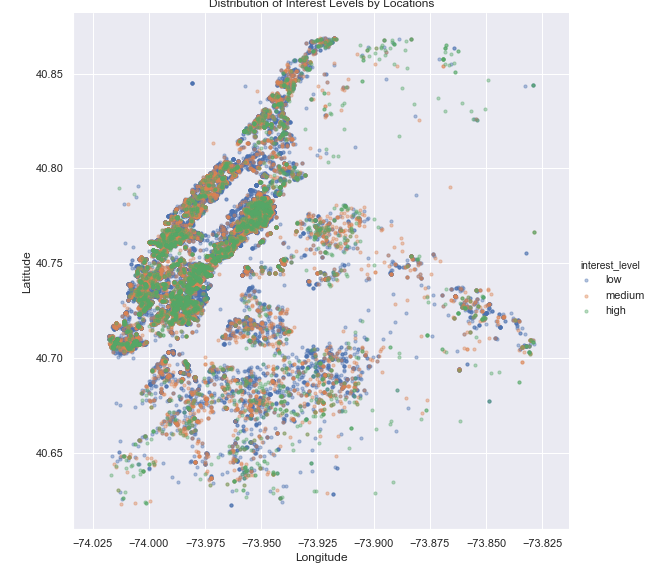 Distribution of Interest Levels by Locations
40.85
40.80
40.75
40.70
40.65
Latitude
−74.025 −74.000 −73.975 −73.950 −73.925 −73.900 −73.875 −73.850 −73.825
Longitude
interest_level
low
medium
high